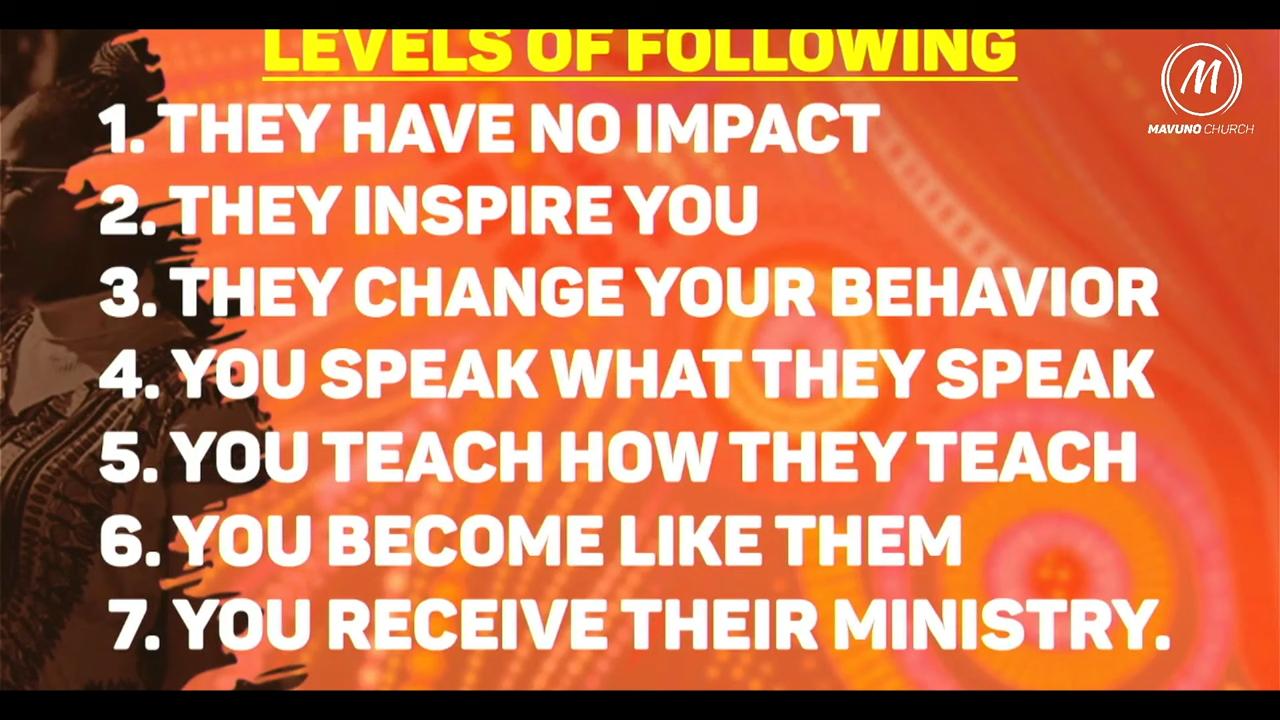 LEVELS OF FOLLOWING
M
MAVUNO CHURCH
1. THEY HAVE NO IMPACT
2. THEY INSPIRE YOU
3. THEY CHANGE YOUR BEHAVIOR
4. YOU SPEAK WHAT THEY SPEAK
5. YOU TEACH HOW THEY TEACH
6. YOU BECOME LIKE THEM
7. YOU RECEIVE THEIR MINISTRY.